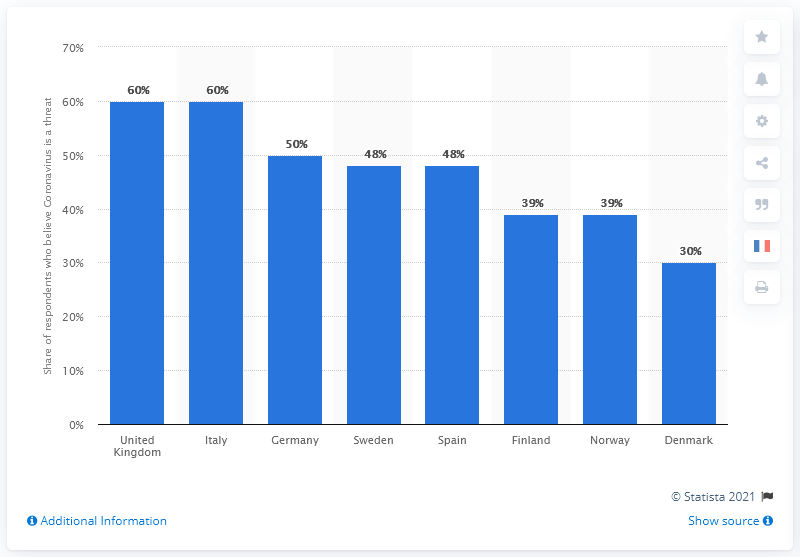 70%
60%
50%
40%
30%
20%
10%
0%
Share of respondents who believe Coronavirus is a threat
60%
60%
50%
48%
48%
39%
39%
30%
United Kingdom
Italy
Germany
Sweden
Spain
Finland
Norway
Denmark
© Statista 2021
Additional Information
Show source